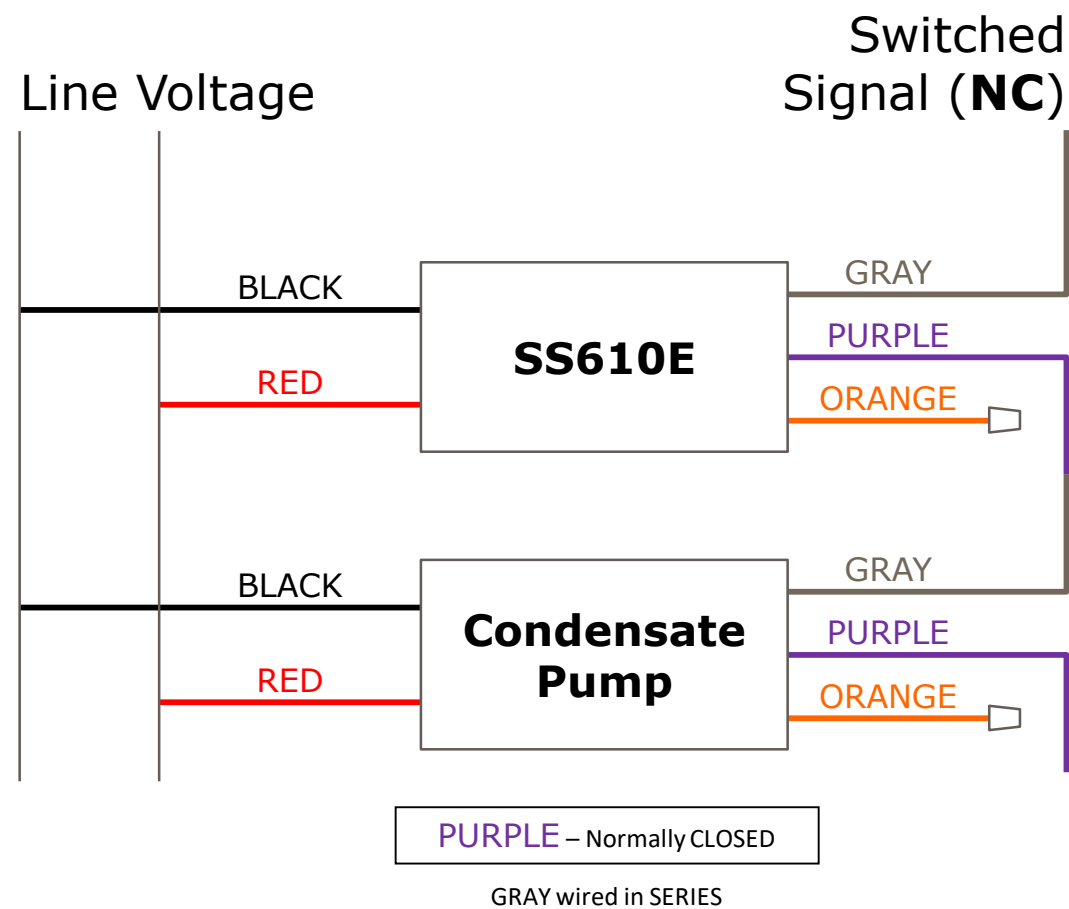 Switched
Line Voltage
Signal (NC)
BLACK
GRAY
SS610E
PURPLE
RED
ORANGE
BLACK
GRAY
Condensate
Pump
PURPLE
RED
ORANGE
PURPLE – Normally CLOSED
GRAY wired in SERIES